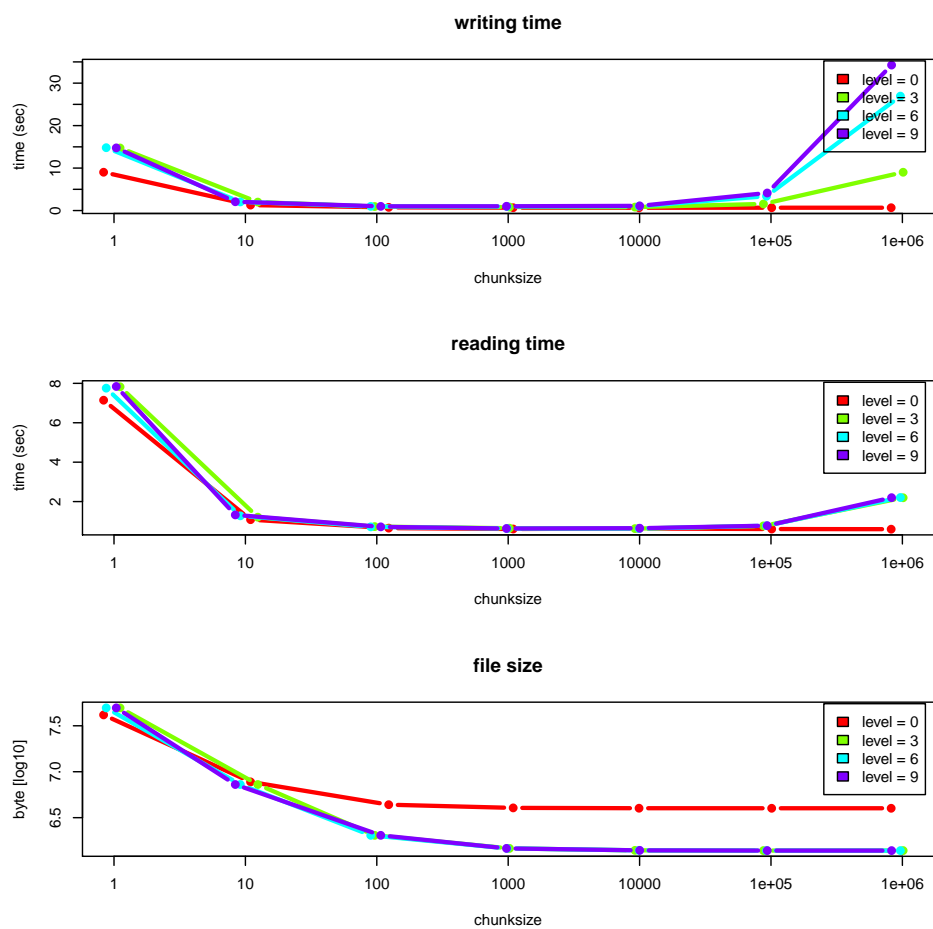 writing time
time (sec)
30
20
10
0
level = 0
level = 3
level = 6
level = 9
1
10
100
1000
10000
1e+05
1e+06
chunksize
reading time
time (sec)
8
6
4
2
level = 0
level = 3
level = 6
level = 9
1
10
100
1000
10000
1e+05
1e+06
chunksize
file size
byte [log10]
7.5
7.0
6.5
level = 0
level = 3
level = 6
level = 9
1
10
100
1000
10000
1e+05
1e+06
chunksize